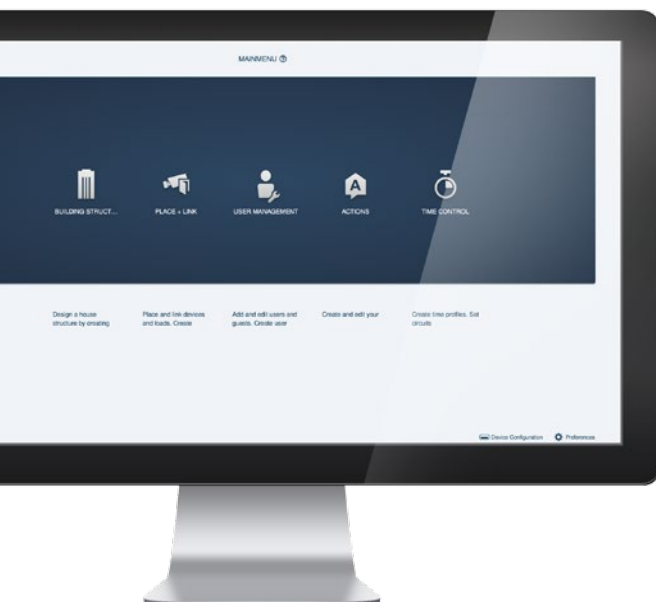 MAINMENU ?
BUILDING STRUCT...
PLACE + LINK
USER MANAGEMENT
A
ACTIONS
TIME CONTROL
Design a house
structure by creating
Place and link devices
and loads. Create
Add and edit users and
guests. Create user
Create and edit your
Create time profiles. Set
circuits
Device Configuration
Preferences